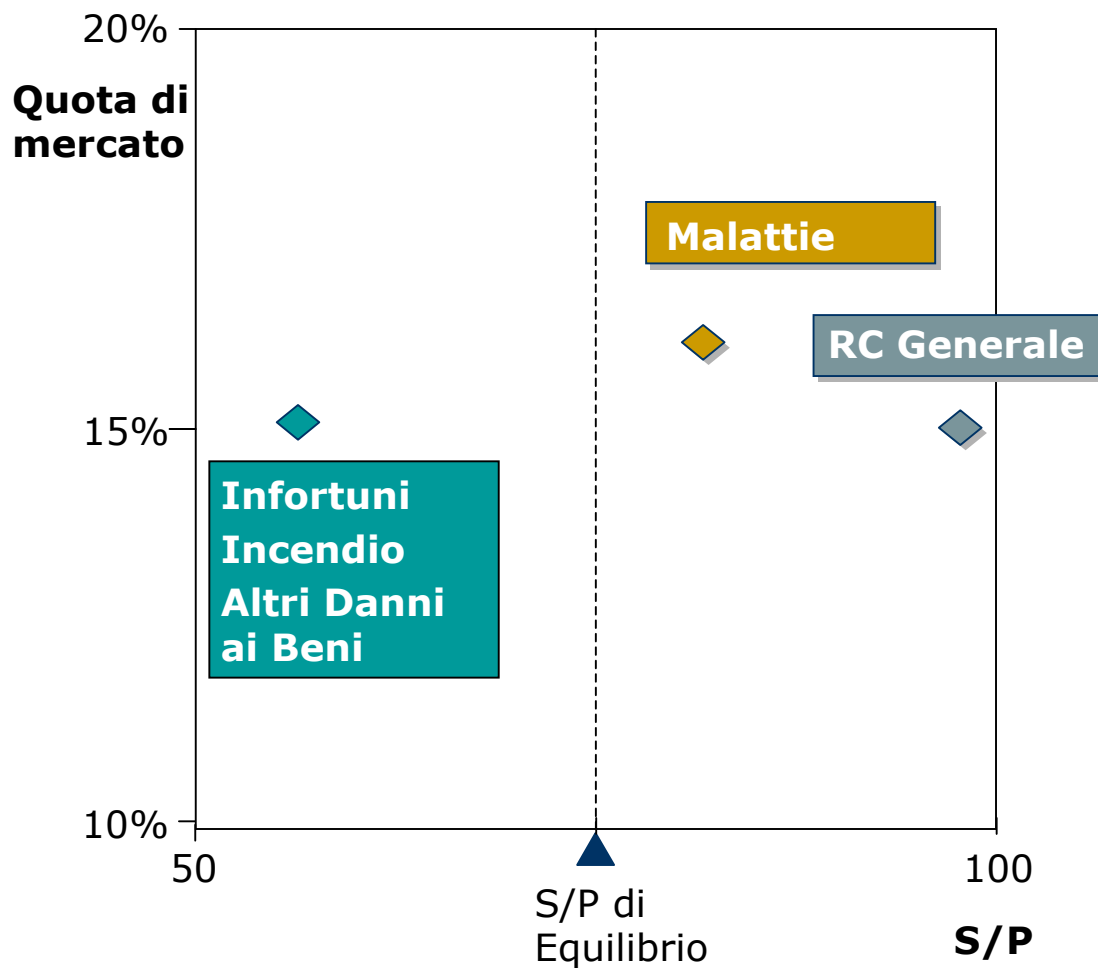 20%
Quota di
mercato
Malattie
RC Generale
15%
Infortuni
Incendio
Altri Danni
ai Beni
10%
50
100
S/P di
Equilibrio
S/P